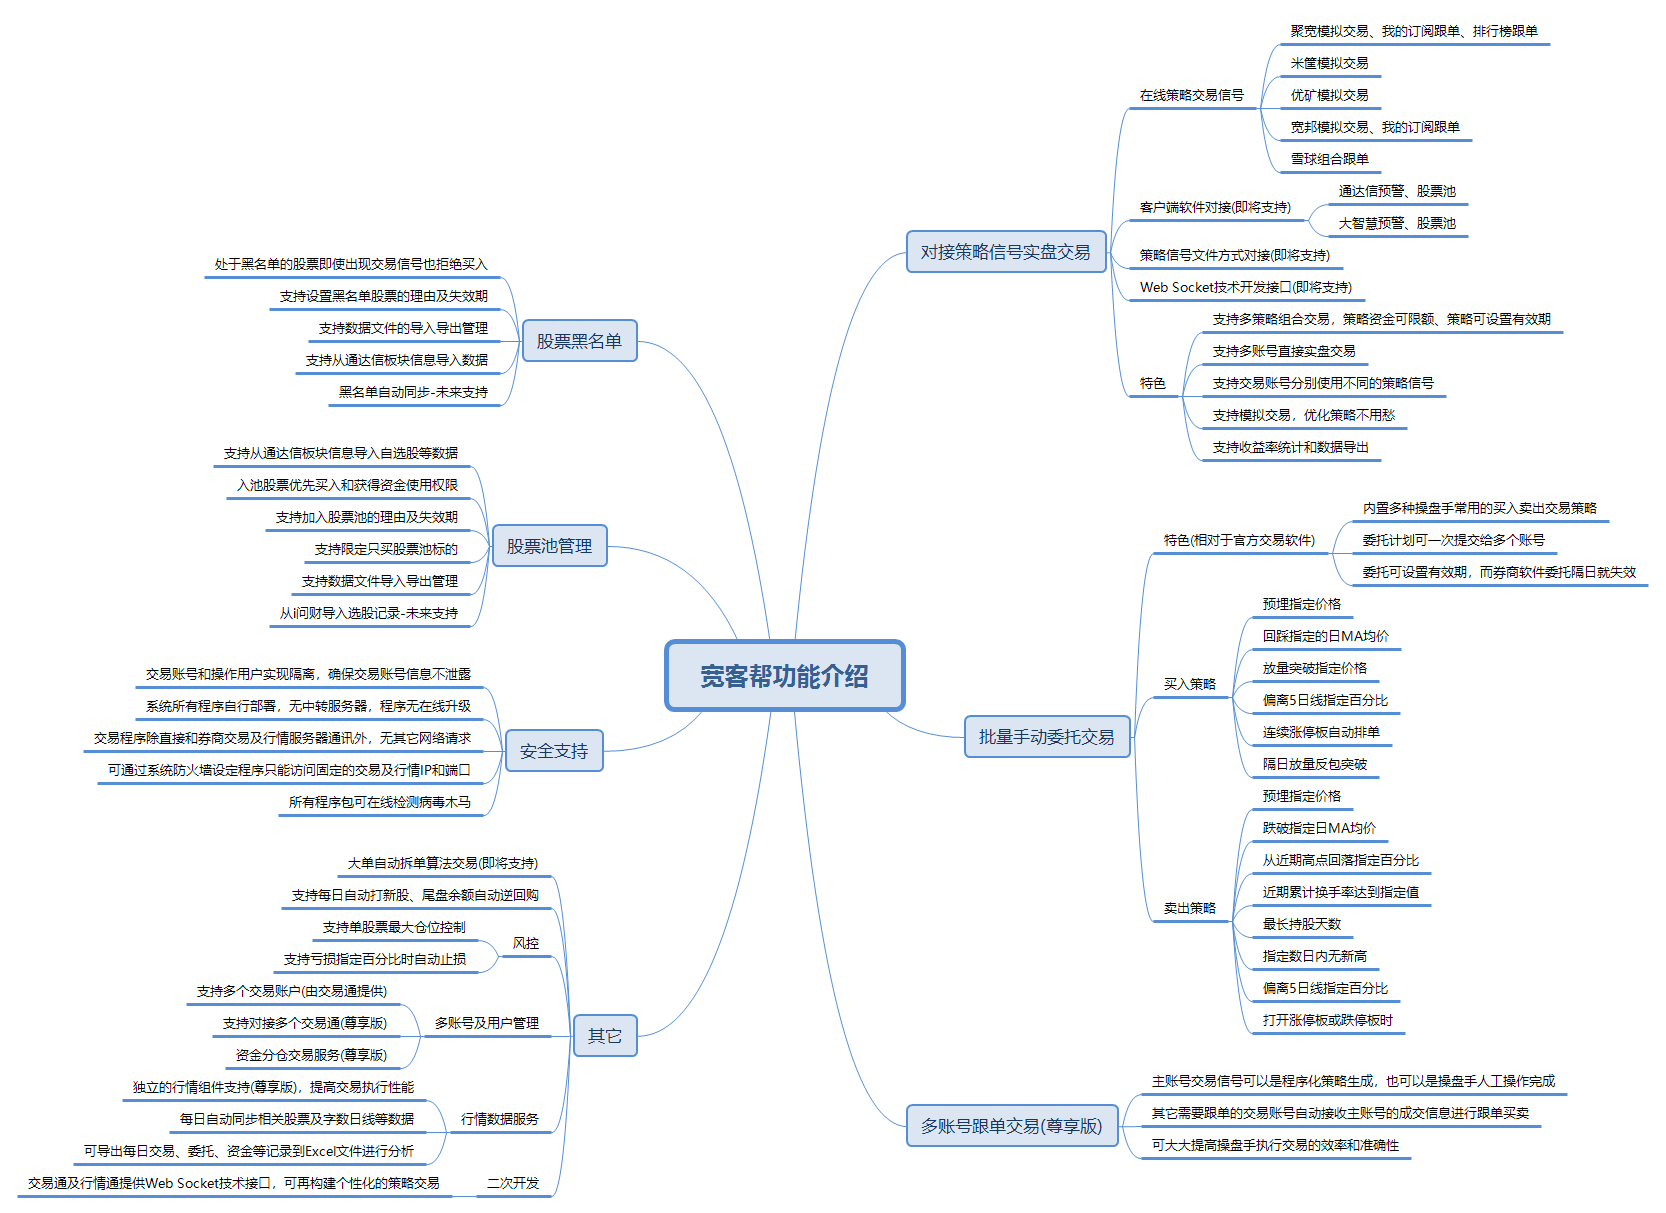 宽客帮功能介绍
对接策略信号实盘交易
在线策略交易信号
聚宽模拟交易、我的订阅跟单、排行榜跟单
米筐模拟交易
优矿模拟交易
宽邦模拟交易、我的订阅跟单
雪球组合跟单
客户端软件对接(即将支持)
通达信预警、股票池
大智慧预警、股票池
策略信号文件方式对接(即将支持)
Web Socket技术开发接口(即将支持)
特色
支持多策略组合交易，策略资金可限额、策略可设置有效期
支持多账号直接实盘交易
支持交易账号分别使用不同的策略信号
支持模拟交易，优化策略不用愁
支持收益率统计和数据导出
批量手动委托交易
特色(相对于官方交易软件)
内置多种操盘手常用的买入卖出交易策略
委托计划可一次提交给多个账号
委托可设置有效期，而券商软件委托隔日就失效
买入策略
预埋指定价格
回踩指定的日MA均价
放量突破指定价格
偏离5日线指定百分比
连续涨停板自动排单
隔日放量反包突破
卖出策略
预埋指定价格
跌破指定日MA均价
从近期高点回落指定百分比
近期累计换手率达到指定值
最长持股天数
指定数日内无新高
偏离5日线指定百分比
打开涨停板或跌停板时
多账号跟单交易(尊享版)
主账号交易信号可以是程序化策略生成，也可以是操盘手人工操作完成
其它需要跟单的交易账号自动接收主账号的成交信息进行跟单买卖
可大大提高操盘手执行交易的效率和准确性
股票黑名单
处于黑名单的股票即使出现交易信号也拒绝买入
支持设置黑名单股票的理由及失效期
支持数据文件的导入导出管理
支持从通达信板块信息导入数据
黑名单自动同步-未来支持
股票池管理
支持从通达信板块信息导入自选股等数据
入池股票优先买入和获得资金使用权限
支持加入股票池的理由及失效期
支持限定只买股票池标的
支持数据文件导入导出管理
从i问财导入选股记录-未来支持
安全支持
交易账号和操作用户实现隔离，确保交易账号信息不泄露
系统所有程序自行部署，无中转服务器，程序无在线升级
交易程序除直接和券商交易及行情服务器通讯外，无其它网络请求
可通过系统防火墙设定程序只能访问固定的交易及行情IP和端口
所有程序包可在线检测病毒木马
其它
大单自动拆单算法交易(即将支持)
支持每日自动打新股、尾盘余额自动逆回购
风控
支持单股票最大仓位控制
支持亏损指定百分比时自动止损
多账号及用户管理
支持多个交易账户(由交易通提供)
支持对接多个交易通(尊享版)
资金分仓交易服务(尊享版)
行情数据服务
独立的行情组件支持(尊享版)，提高交易执行性能
每日自动同步相关股票及字数日线等数据
可导出每日交易、委托、资金等记录到Excel文件进行分析
二次开发
交易通及行情通提供Web Socket技术接口，可再构建个性化的策略交易